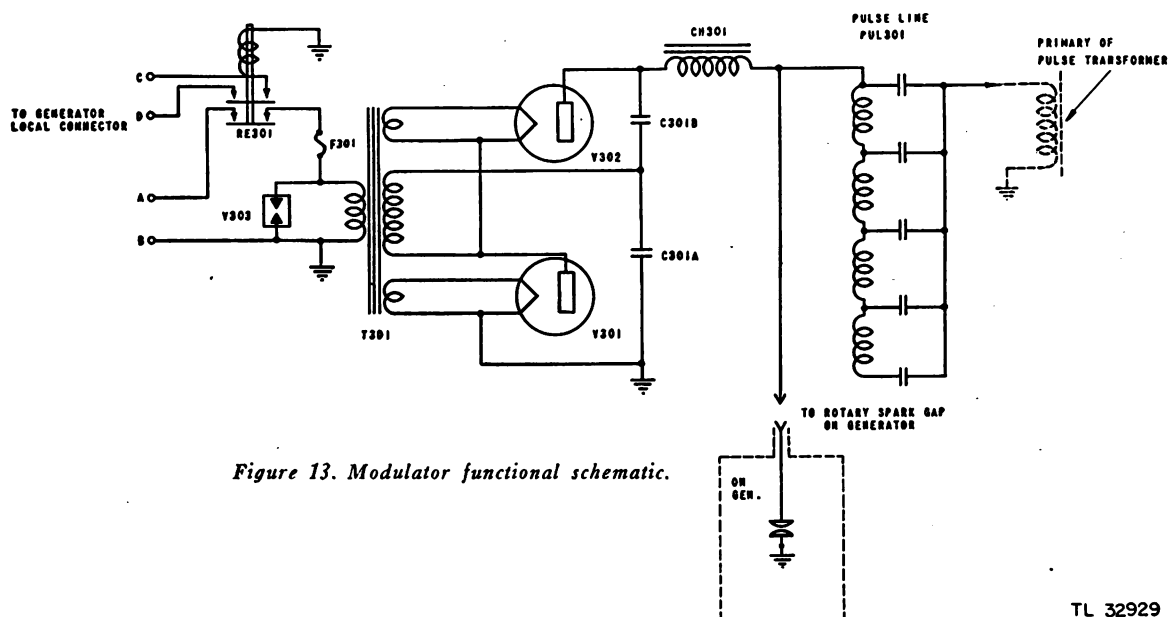 PULSE LINE
PUL301
CH301
PRIMARY OF
PULSE TRANSFORMER
C
D
TO GENERATOR
LOCAL CONNECTOR
RE301
F301
A
V303
B
T301
V302
C301B
C301A
V301
TO ROTARY SPARK GAP
ON GENERATOR
ON
GEN.
Figure 13. Modulator functional schematic.
TL 32929